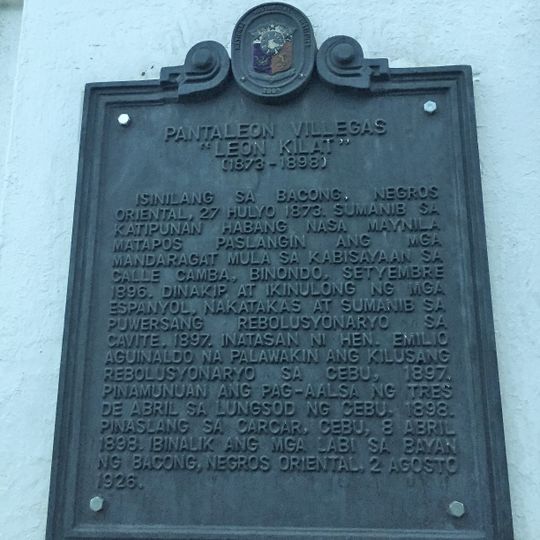 PANTALEON VILLEGAS
"LEON KILAT"
(1873-1898)
ISINILANG SA BACONG, NEGROS
ORIENTAL, 27 HULYO 1873. SUMANIB SA
KATIPUNAN HABANG NASA MAYNILA
MATAPOS PASLANGIN ANG MGA
MANDARAGAT MULA SA KABISAYAAN SA
CALLE CAMBA, BINONDO, SETYEMBRE
1896. DINAKIP AT IKINULONG NG MGA
ESPANYOL, NAKATAKAS AT SUMANIB SA
PUWERSANG REBOLUSYONARYO SA
CAVITE, 1897. INATASAN NI HEN. EMILIO
AGUINALDO NA PALAWAKIN ANG KILUSANG
REBOLUSYONARYO SA CEBU, 1897.
PINAMUNUAN ANG PAG-AALSA NG TRES
DE ABRIL SA LUNGSOD NG CEBU, 1898.
PINASLANG SA CARCAR, CEBU, 8 ABRIL
1898. IBINALIK ANG MGA LABI SA BAYAN
NG BACONG, NEGROS ORIENTAL, 2 AGOSTO
1926.